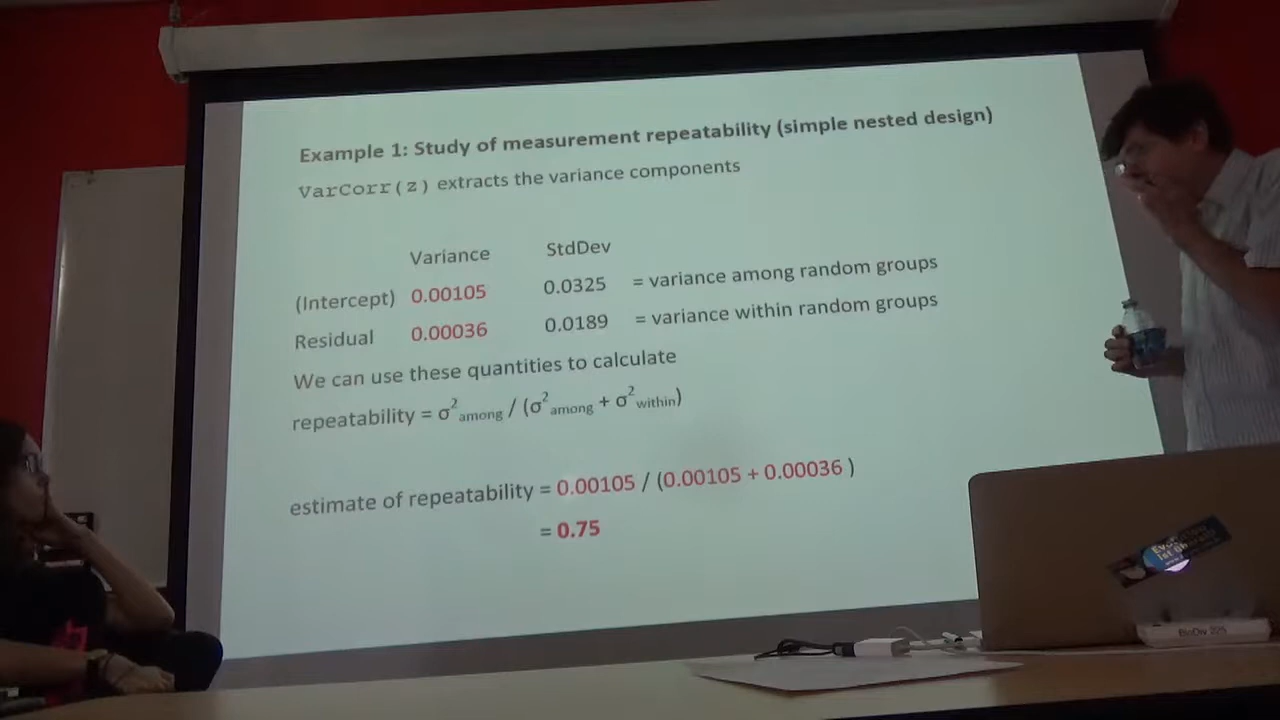 Example 1: Study of measurement repeatability (simple nested design)
VarCorr(z) extracts the variance components
Variance StdDev
(Intercept) 0.00105 0.0325 = variance among random groups
Residual 0.00036 0.0189 = variance within random groups
We can use these quantities to calculate
repeatability = σ²among / (σ²among + σ²within)
estimate of repeatability = 0.00105 / (0.00105 + 0.00036 )
= 0.75